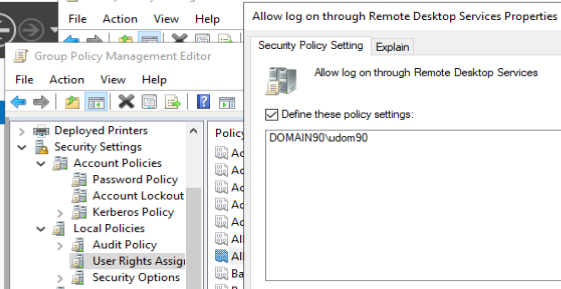 File Action View Help
Group Policy Management Editor
File Action View Help
Deployed Printers
Security Settings
Account Policies
Password Policy
Account Lockout
Kerberos Policy
Local Policies
Audit Policy
User Rights Assig
Security Options
Policy
Ac
Ac
Ac
Ac
Ac
All
All
Ba
Allow log on through Remote Desktop Services Properties
Security Policy Setting Explain
Allow log on through Remote Desktop Services
Define these policy settings:
DOMAIN90\udom90